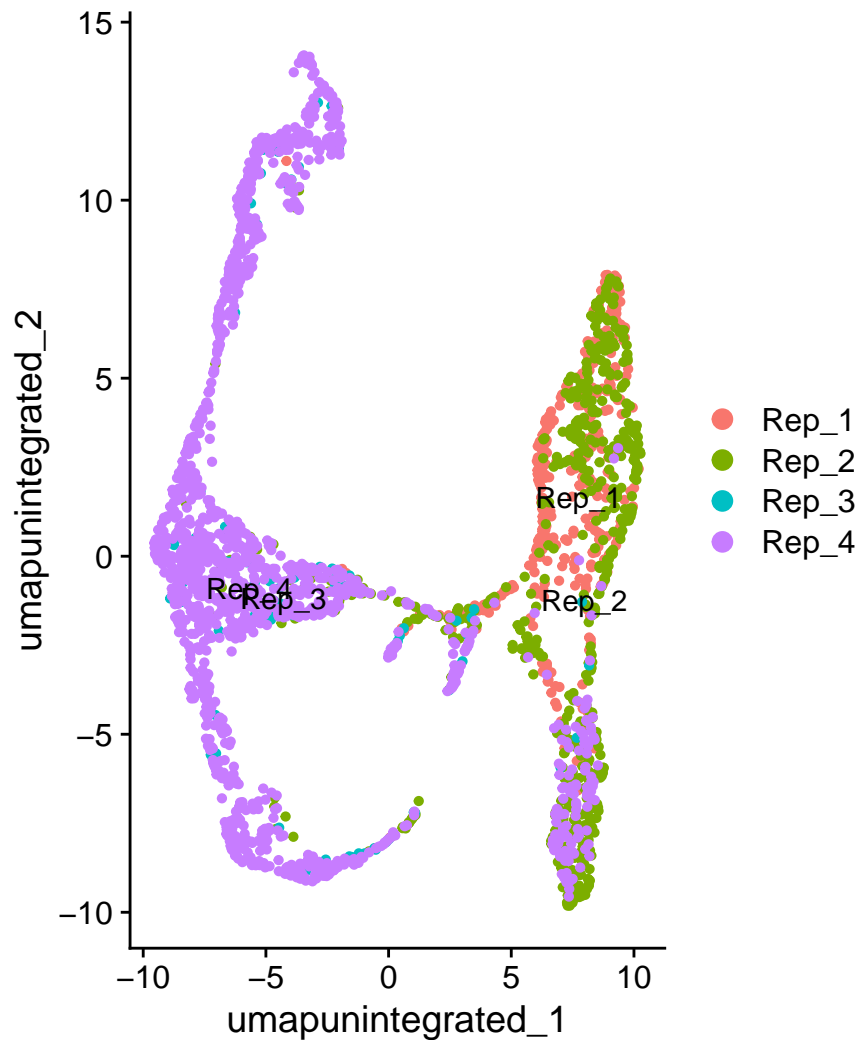 15
10
5
0
−5
−10
umapunintegrated_2
Rep_1
Rep_4
Rep_3
Rep_2
Rep_1
Rep_2
Rep_3
Rep_4
−10 −5 0 5 10
umapunintegrated_1